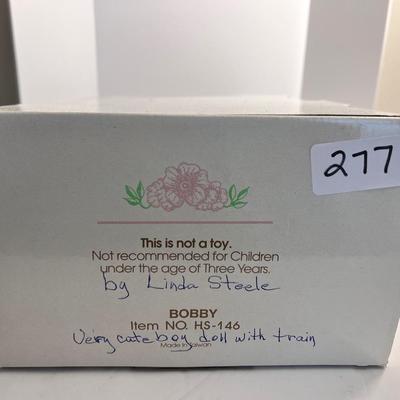 277
This is not a toy.
Not recommended for Children
under the age of Three Years.
by Linda Steele
BOBBY
Item NO. HS-146
Very cute boy doll with train
Made in Taiwan